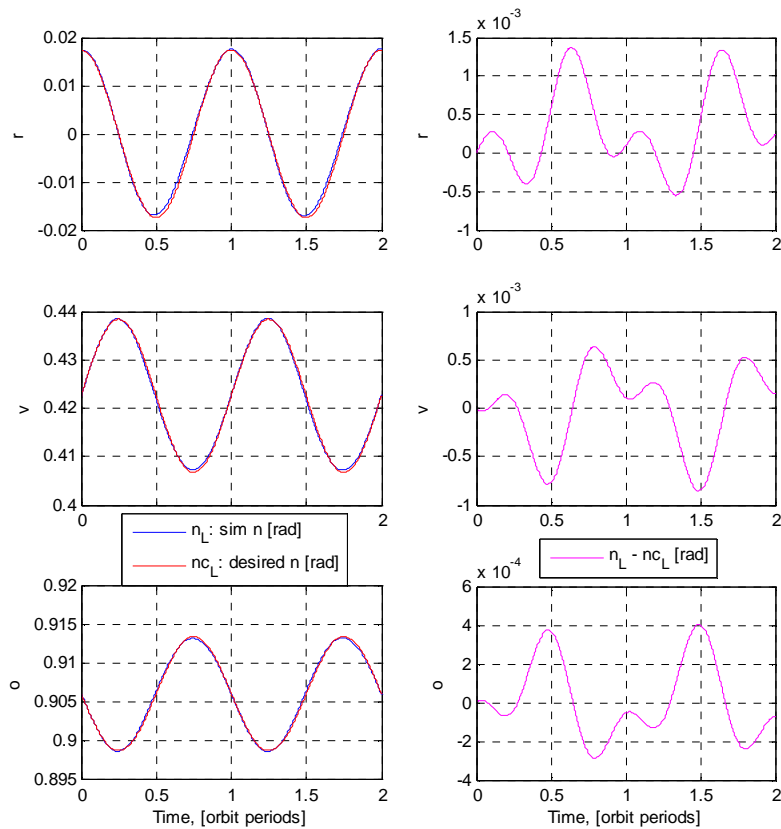 0.02
0.01
0
-0.01
-0.02
r
0 0.5 1 1.5 2
x 10-3
1.5
1
0.5
0
-0.5
-1
r
0 0.5 1 1.5 2
0.44
0.43
0.42
0.41
0.4
v
0 0.5 1 1.5 2
x 10-3
1
0.5
0
-0.5
-1
v
0 0.5 1 1.5 2
nL: sim n [rad]
ncL: desired n [rad]
nL - ncL [rad]
0.92
0.915
0.91
0.905
0.9
0.895
o
0 0.5 1 1.5 2
Time, [orbit periods]
x 10-4
6
4
2
0
-2
-4
o
0 0.5 1 1.5 2
Time, [orbit periods]